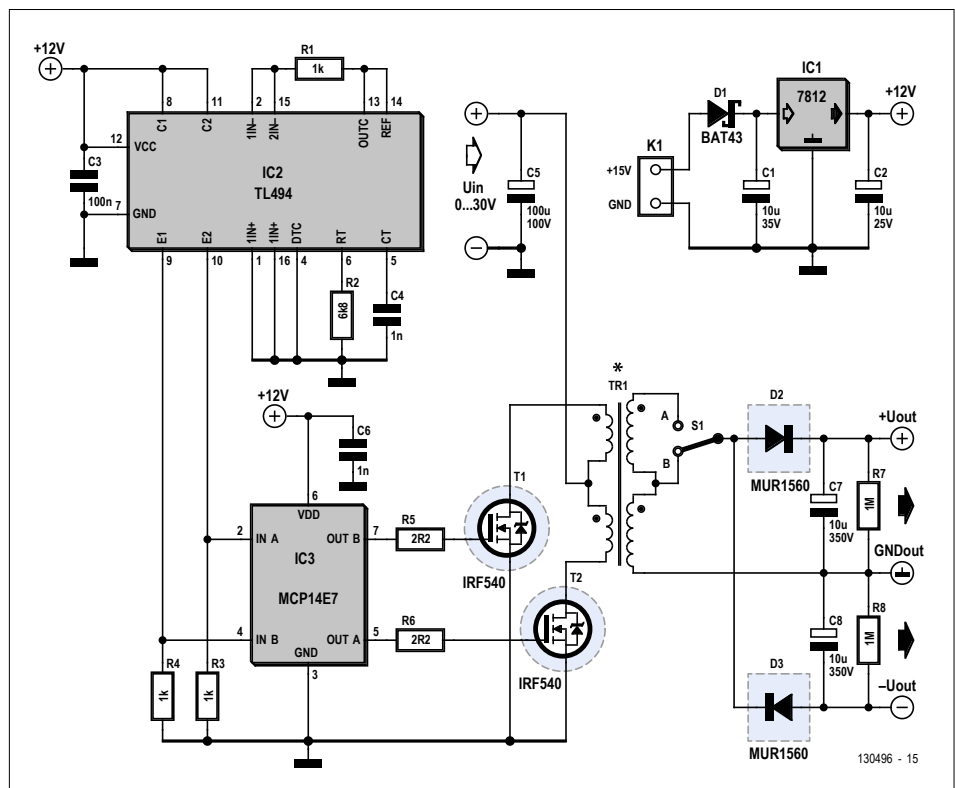 +12V
R1
1k
8
11
2
15
13
14
C1
C2
1IN–
2IN–
OUTC
REF
12
VCC
IC2
TL494
C3
100n
7
GND
E1
E2
1IN+
1IN+
DTC
RT
CT
9
10
1
16
4
6
5
R2
6k8
C4
1n
Uin
0...30V
C5
100u
100V
IC1
7812
D1
BAT43
+12V
K1
+15V
GND
C1
10u
35V
C2
10u
25V
+12V
C6
1n
6
VDD
2
IN A
OUT B
7
IC3
MCP14E7
4
IN B
OUT A
5
GND
3
R4
1k
R3
1k
R5
2R2
R6
2R2
T1
IRF540
T2
IRF540
*
TR1
A
B
S1
D2
MUR1560
+Uout
C7
10u
350V
R7
1M
GNDout
C8
10u
350V
R8
1M
D3
MUR1560
–Uout
130496 - 15